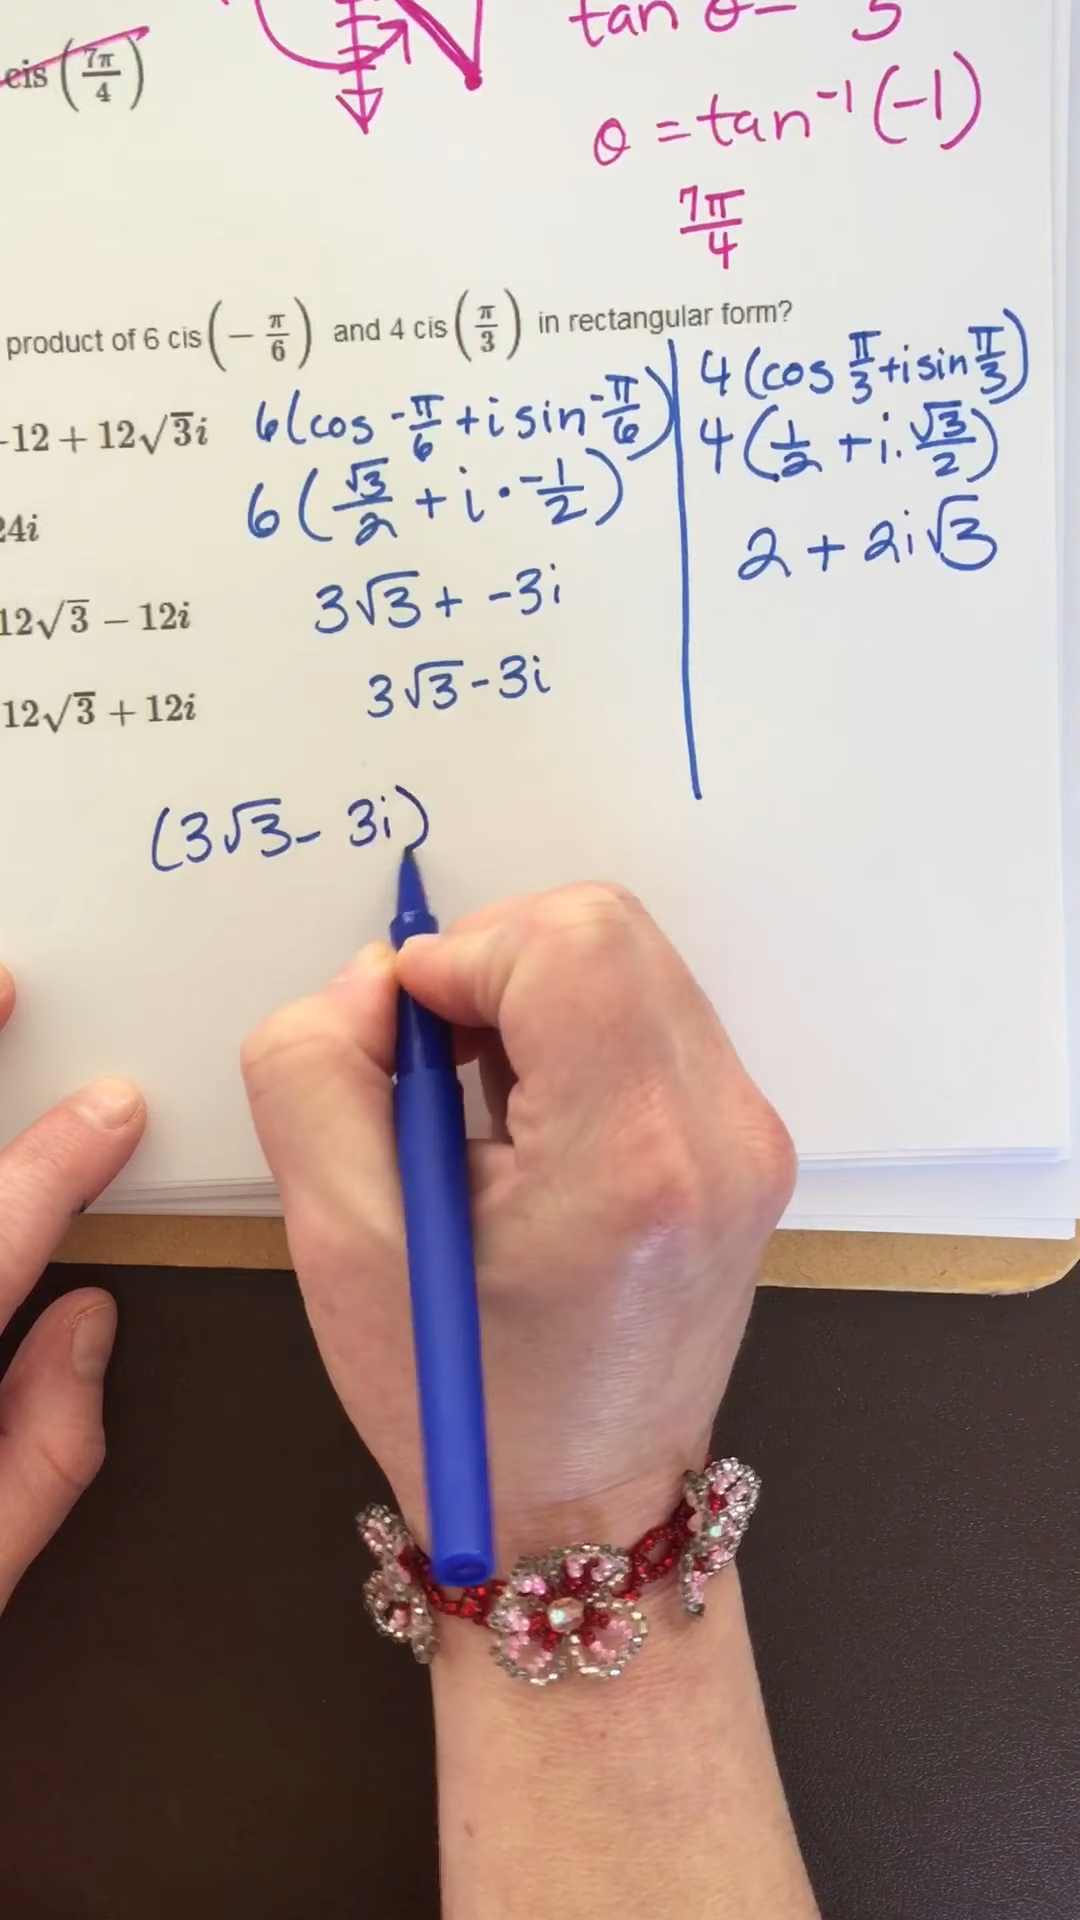 tan θ = 5
cis (7π/4)
θ = tan⁻¹(-1)
7π/4
product of 6 cis(−π/6) and 4 cis(π/3) in rectangular form?
-12 + 12√3i
24i
12√3 − 12i
12√3 + 12i
6(cos -π/6 + i sin -π/6)
6(√3/2 + i · -1/2)
3√3 + -3i
3√3 - 3i
4(cos π/3 + i sin π/3)
4(1/2 + i · √3/2)
2 + 2i√3
(3√3 - 3i)